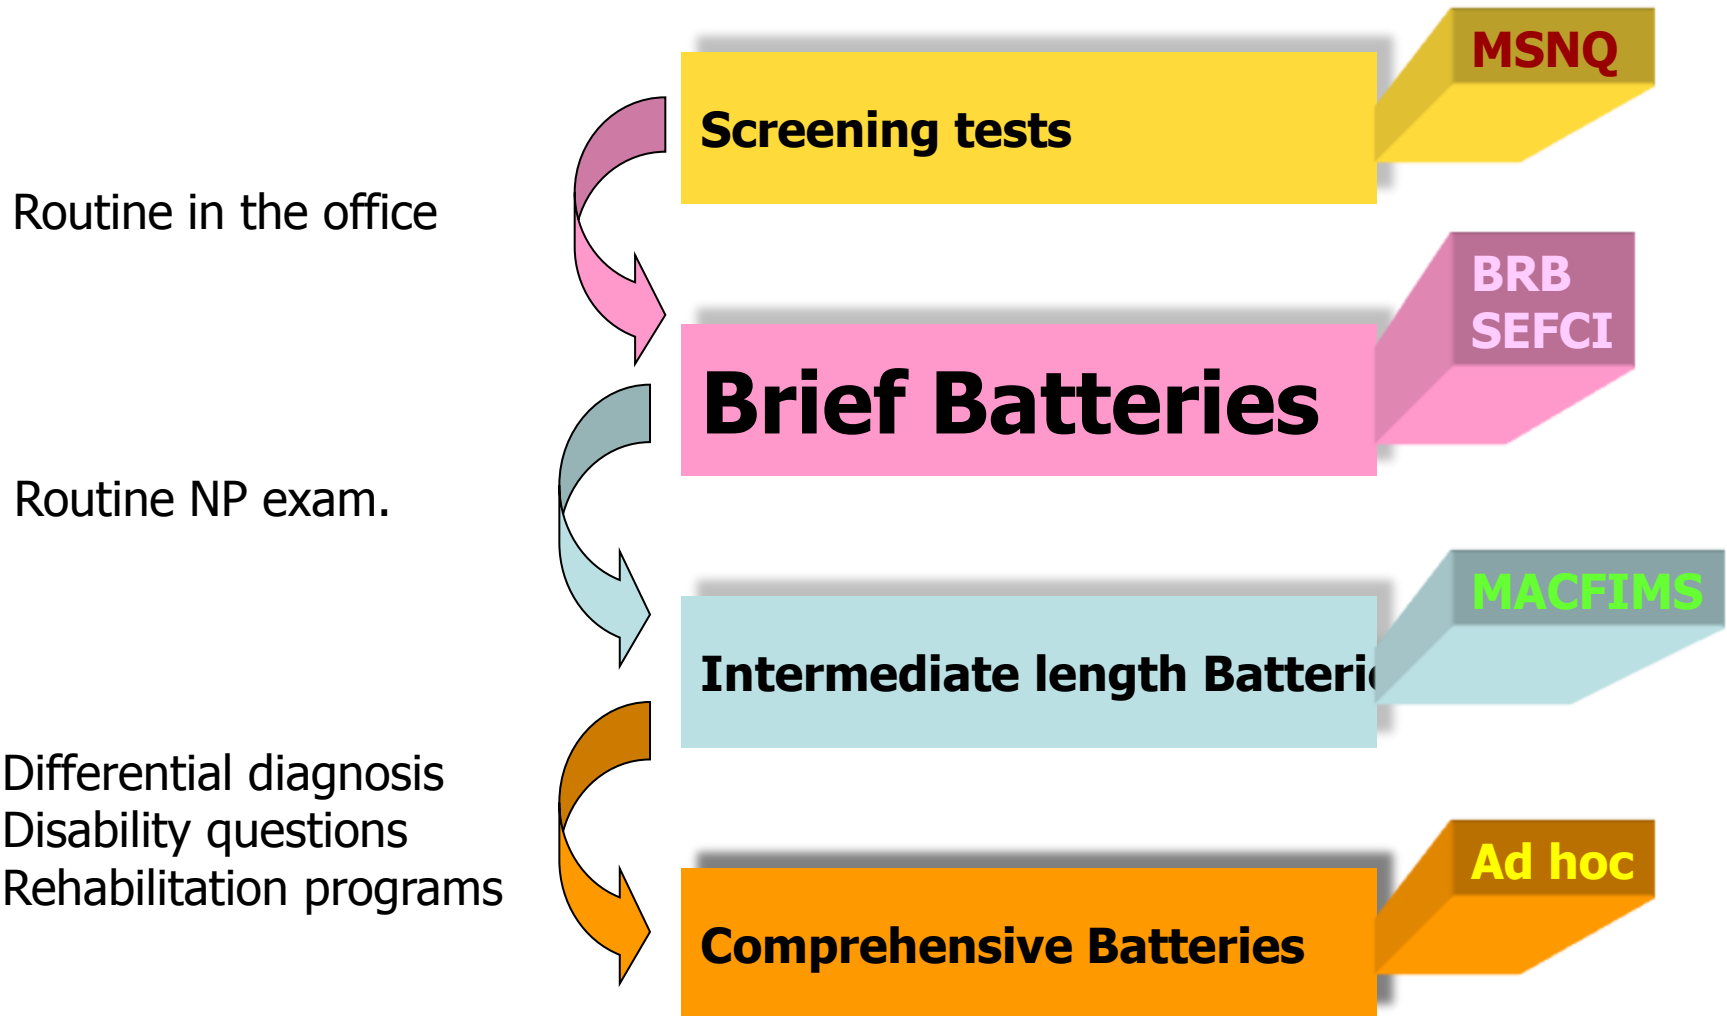 MSNQ
Screening tests
Routine in the office
BRB
SEFCI
Brief Batteries
Routine NP exam.
MACFIMS
Intermediate length Batterie
Differential diagnosis
Disability questions
Rehabilitation programs
Ad hoc
Comprehensive Batteries